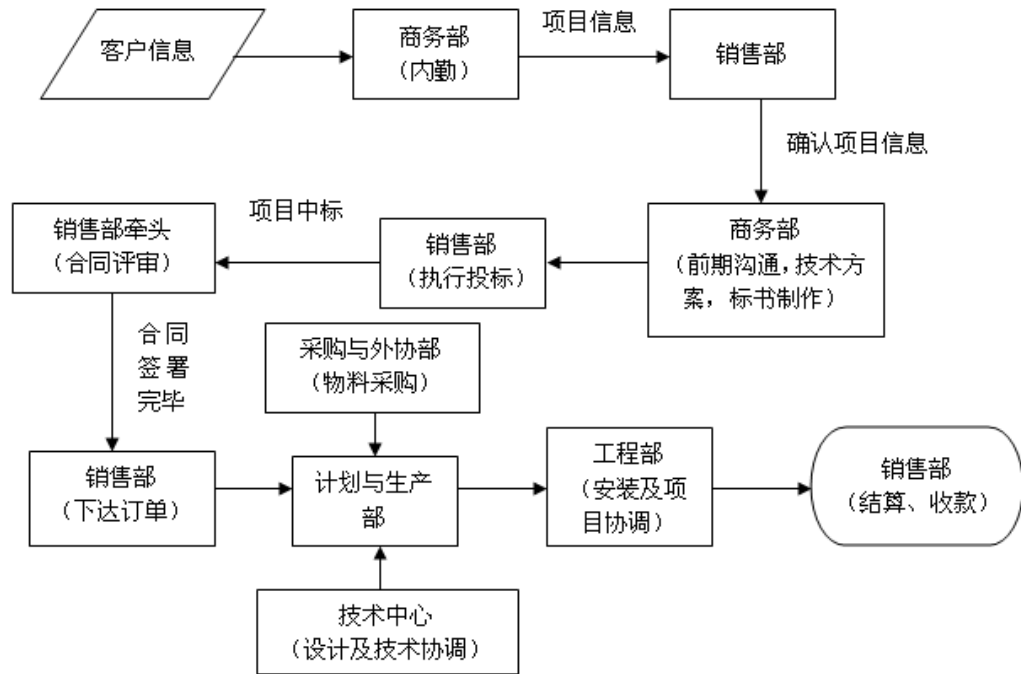 客户信息
商务部
（内勤）
项目信息
销售部
确认项目信息
商务部
（前期沟通，技术方
案，标书制作）
销售部
（执行投标）
项目中标
销售部牵头
（合同评审）
合同
签署
完毕
采购与外协部
（物料采购）
销售部
（下达订单）
计划与生产
部
工程部
（安装及项
目协调）
销售部
（结算、收款）
技术中心
（设计及技术协调）